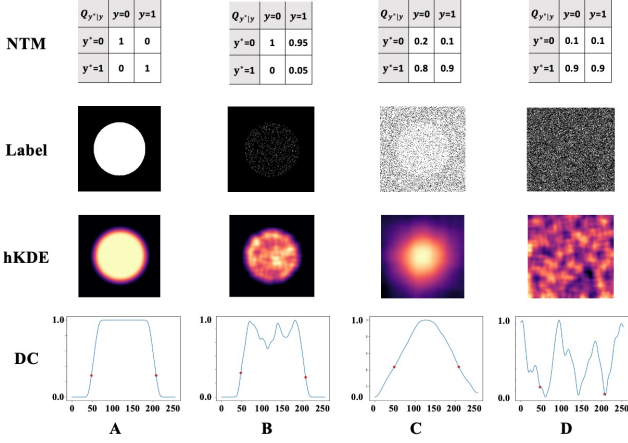 Q_{y*|y} y=0 y=1 Q_{y*|y} y=0 y=1 Q_{y*|y} y=0 y=1 Q_{y*|y} y=0 y=1
NTM y*=0 1 0 y*=0 1 0.95 y*=0 0.2 0.1 y*=0 0.1 0.1
y*=1 0 1 y*=1 0 0.05 y*=1 0.8 0.9 y*=1 0.9 0.9
Label
hKDE
1.0 1.0 1.0 1.0
DC
0.0 0.0 0.0 0.0
0 50 100 150 200 250 0 50 100 150 200 250 0 50 100 150 200 250 0 50 100 150 200 250
A B C D